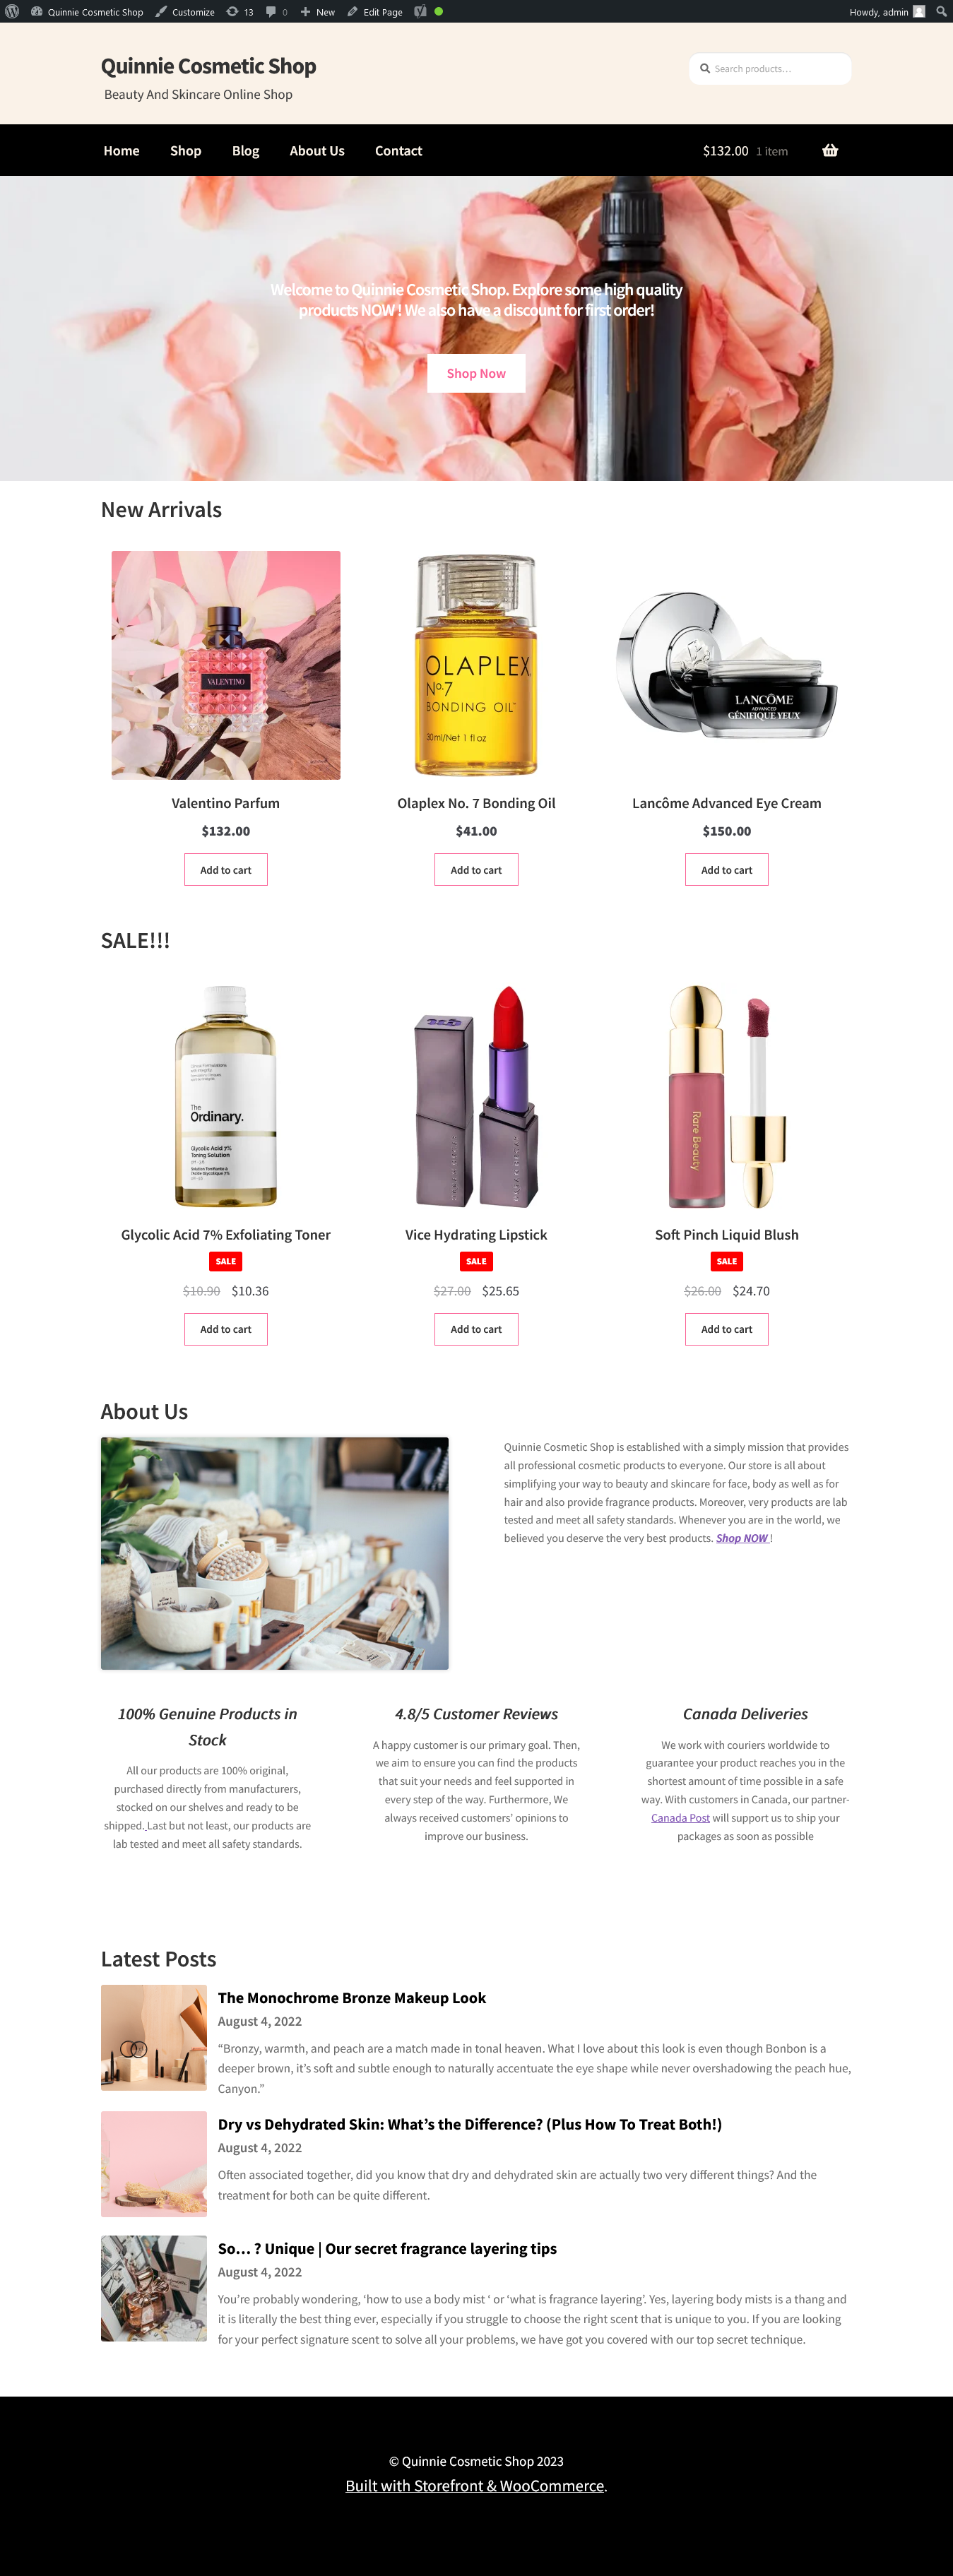 Quinnie Cosmetic Shop Customize 13 0 New Edit Page Howdy, admin
Quinnie Cosmetic Shop
Search products…
Beauty And Skincare Online Shop
Home Shop Blog About Us Contact $132.00 1 item
Welcome to Quinnie Cosmetic Shop. Explore some high quality
products NOW ! We also have a discount for first order!
Shop Now
New Arrivals
VALENTINO
OLAPLEX
Nº.7
BONDING OIL
30ml/Net 1 fl oz
LANCÔME
ADVANCED
GÉNIFIQUE YEUX
Valentino Parfum
$132.00
Add to cart
Olaplex No. 7 Bonding Oil
$41.00
Add to cart
Lancôme Advanced Eye Cream
$150.00
Add to cart
SALE!!!
The
Ordinary.
Glycolic Acid 7%
Toning Solution
Rare Beauty
Glycolic Acid 7% Exfoliating Toner
SALE
$10.90 $10.36
Add to cart
Vice Hydrating Lipstick
SALE
$27.00 $25.65
Add to cart
Soft Pinch Liquid Blush
SALE
$26.00 $24.70
Add to cart
About Us
Quinnie Cosmetic Shop is established with a simply mission that provides
all professional cosmetic products to everyone. Our store is all about
simplifying your way to beauty and skincare for face, body as well as for
hair and also provide fragrance products. Moreover, very products are lab
tested and meet all safety standards. Whenever you are in the world, we
believed you deserve the very best products. Shop NOW !
100% Genuine Products in
Stock
All our products are 100% original,
purchased directly from manufacturers,
stocked on our shelves and ready to be
shipped. Last but not least, our products are
lab tested and meet all safety standards.
4.8/5 Customer Reviews
A happy customer is our primary goal. Then,
we aim to ensure you can find the products
that suit your needs and feel supported in
every step of the way. Furthermore, We
always received customers' opinions to
improve our business.
Canada Deliveries
We work with couriers worldwide to
guarantee your product reaches you in the
shortest amount of time possible in a safe
way. With customers in Canada, our partner-
Canada Post will support us to ship your
packages as soon as possible
Latest Posts
The Monochrome Bronze Makeup Look
August 4, 2022
“Bronzy, warmth, and peach are a match made in tonal heaven. What I love about this look is even though Bonbon is a
deeper brown, it’s soft and subtle enough to naturally accentuate the eye shape while never overshadowing the peach hue,
Canyon.”
Dry vs Dehydrated Skin: What’s the Difference? (Plus How To Treat Both!)
August 4, 2022
Often associated together, did you know that dry and dehydrated skin are actually two very different things? And the
treatment for both can be quite different.
So… ? Unique | Our secret fragrance layering tips
August 4, 2022
You’re probably wondering, ‘how to use a body mist ‘ or ‘what is fragrance layering’. Yes, layering body mists is a thang and
it is literally the best thing ever, especially if you struggle to choose the right scent that is unique to you. If you are looking
for your perfect signature scent to solve all your problems, we have got you covered with our top secret technique.
© Quinnie Cosmetic Shop 2023
Built with Storefront & WooCommerce.